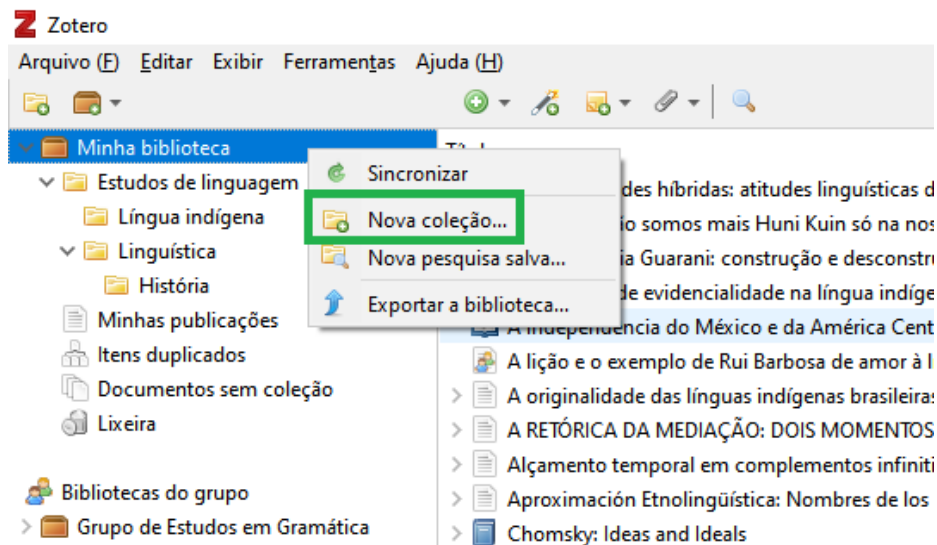 Zotero
Arquivo (F) Editar Exibir Ferramentas Ajuda (H)
Minha biblioteca
Estudos de linguagem
Língua indígena
Linguística
História
Minhas publicações
Itens duplicados
Documentos sem coleção
Lixeira
Bibliotecas do grupo
Grupo de Estudos em Gramática
Sincronizar
Nova coleção...
Nova pesquisa salva...
Exportar a biblioteca...
des híbridas: atitudes linguísticas d
io somos mais Huni Kuin só na nos
ia Guarani: construção e desconstru
de evidencialidade na língua indíge
A independência do México e da América Cent
A lição e o exemplo de Rui Barbosa de amor à l
A originalidade das línguas indígenas brasileiras
A RETÓRICA DA MEDIAÇÃO: DOIS MOMENTOS
Alçamento temporal em complementos infiniti
Aproximación Etnolingüística: Nombres de los
Chomsky: Ideas and Ideals